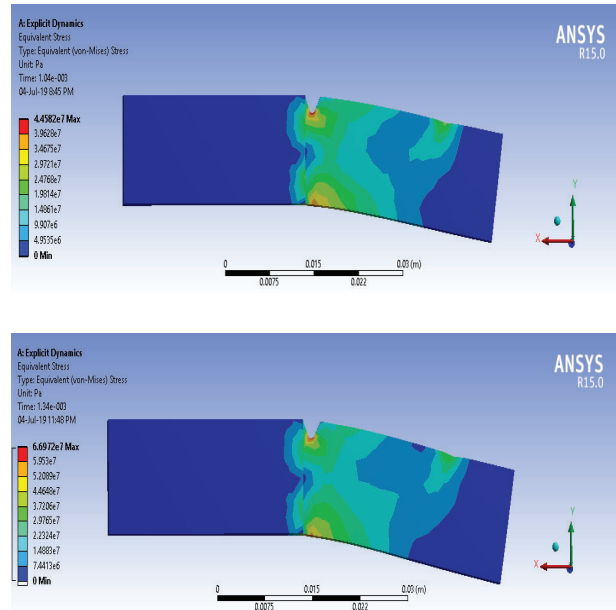 A: Explicit Dynamics
Equivalent Stress
Type: Equivalent (von-Mises) Stress
Unit: Pa
Time: 1.04e-003
04-Jul-19 8:45 PM
ANSYS
R15.0
4.4582e7 Max
3.9628e7
3.4675e7
2.9721e7
2.4768e7
1.9814e7
1.4861e7
9.907e6
4.9535e6
0 Min
Y
X
0 0.015 0.03 (m)
0.0075 0.022
A: Explicit Dynamics
Equivalent Stress
Type: Equivalent (von-Mises) Stress
Unit: Pa
Time: 1.34e-003
04-Jul-19 11:48 PM
ANSYS
R15.0
6.6972e7 Max
5.953e7
5.2089e7
4.4648e7
3.7206e7
2.9765e7
2.2324e7
1.4883e7
7.4413e6
0 Min
Y
X
0 0.015 0.03 (m)
0.0075 0.022